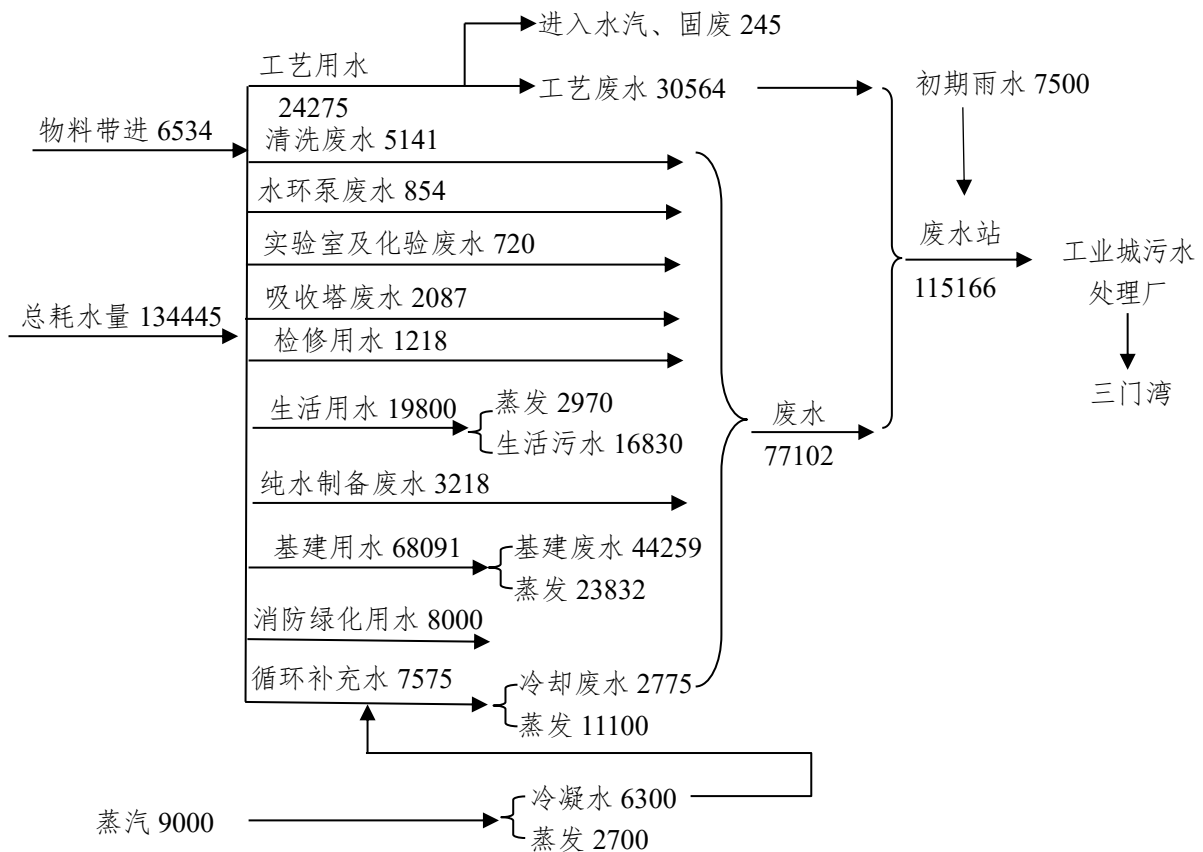 进入水汽、固废 245
工艺用水
24275
工艺废水 30564
初期雨水 7500
物料带进 6534
清洗废水 5141
水环泵废水 854
实验室及化验废水 720
废水站
115166
工业城污水
处理厂
吸收塔废水 2087
总耗水量 134445
检修用水 1218
三门湾
生活用水 19800
蒸发 2970
生活污水 16830
废水
77102
纯水制备废水 3218
基建用水 68091
基建废水 44259
蒸发 23832
消防绿化用水 8000
循环补充水 7575
冷却废水 2775
蒸发 11100
蒸汽 9000
冷凝水 6300
蒸发 2700